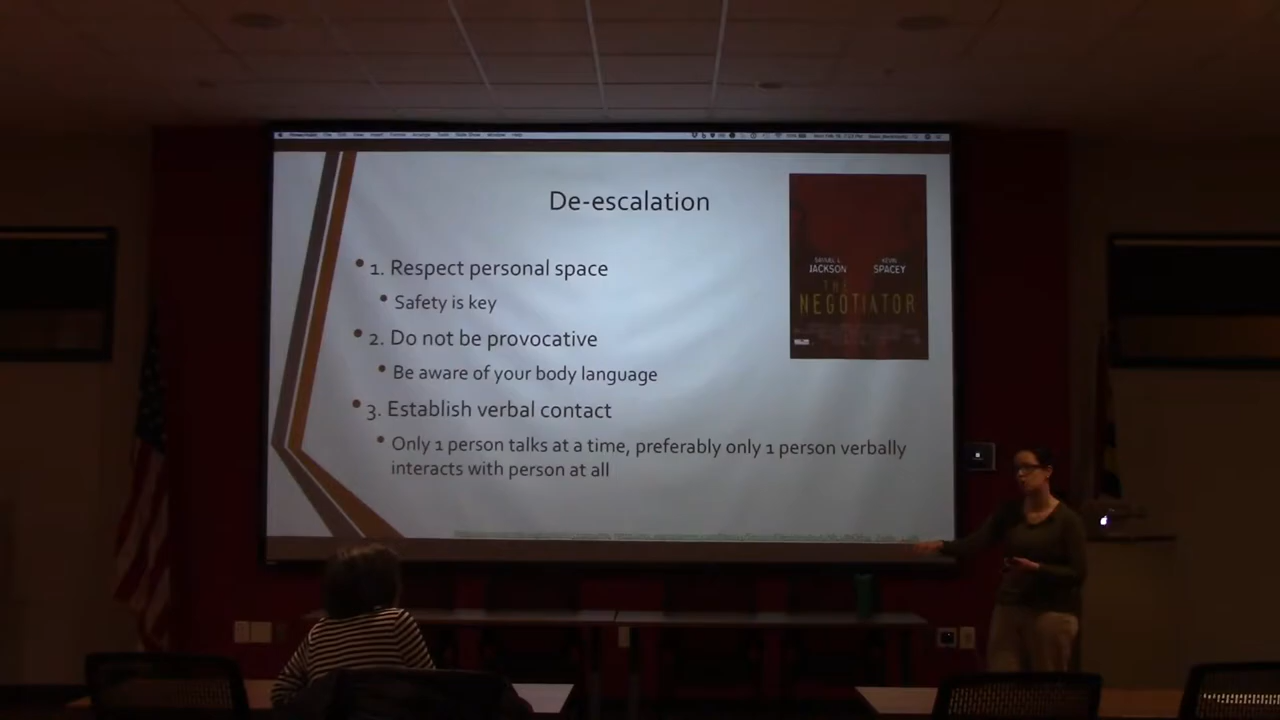 De-escalation
1. Respect personal space
Safety is key
2. Do not be provocative
Be aware of your body language
3. Establish verbal contact
Only 1 person talks at a time, preferably only 1 person verbally
interacts with person at all
SAMUEL L.
JACKSON
KEVIN
SPACEY
THE
NEGOTIATOR